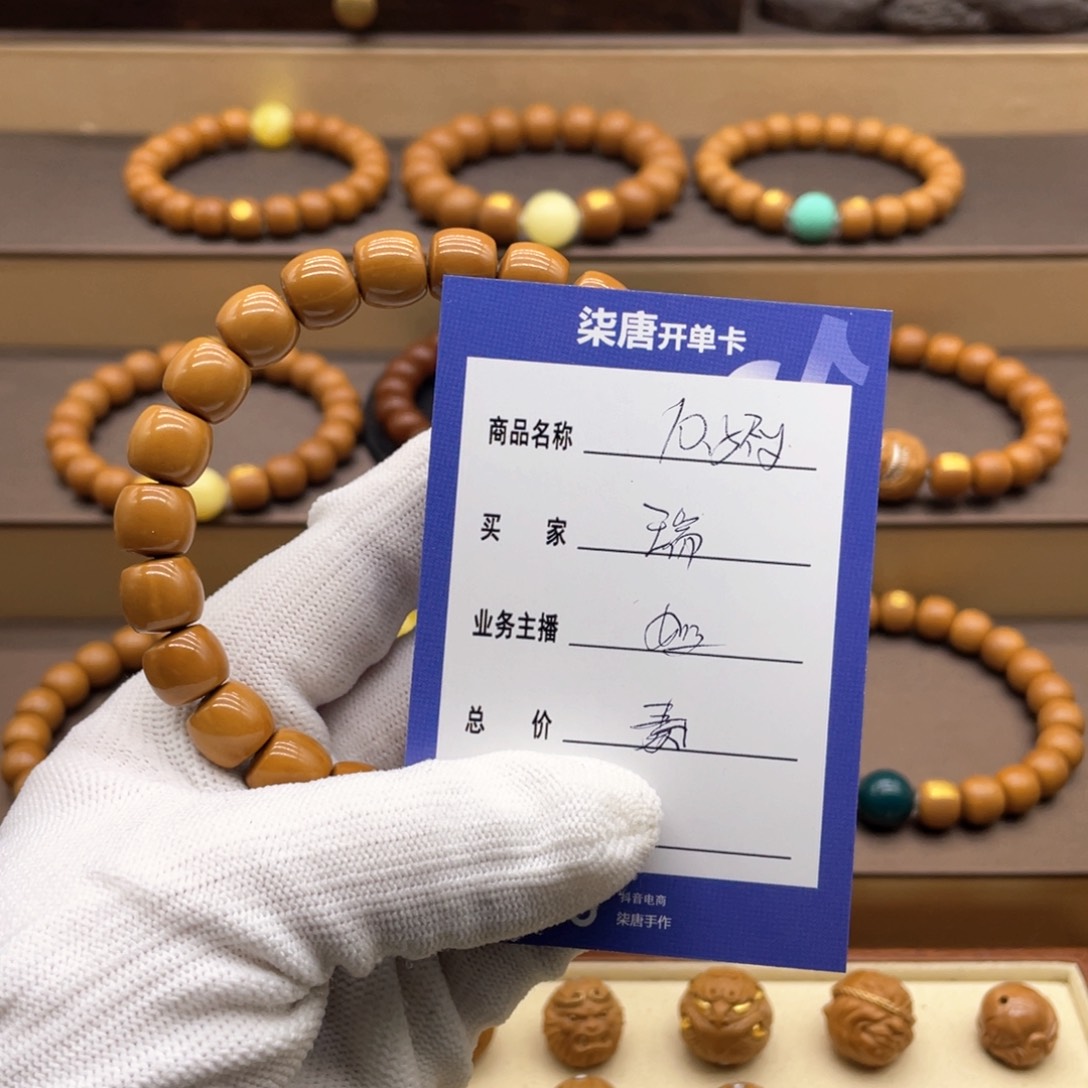 柒唐开单卡
商品名称
买家 瑞
业务主播
总价
抖音电商
柒唐手作